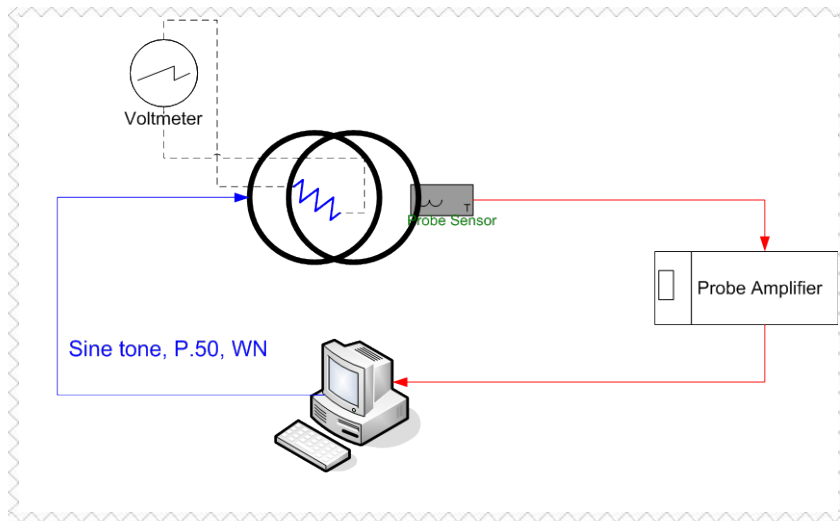 Voltmeter
T
Probe Sensor
Probe Amplifier
Sine tone, P.50, WN